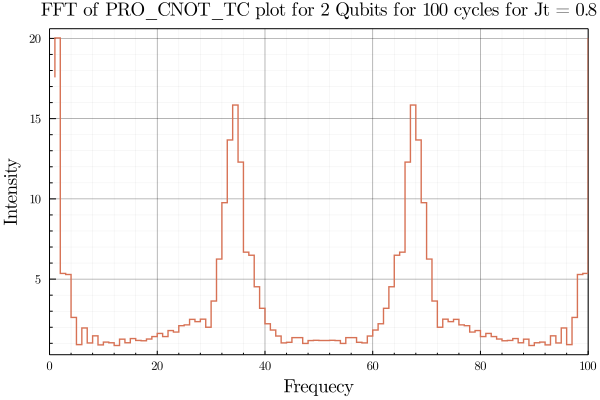 FFT of PRO_CNOT_TC plot for 2 Qubits for 100 cycles for Jt = 0.8
20
15
10
5
Intensity
0 20 40 60 80 100
Frequecy